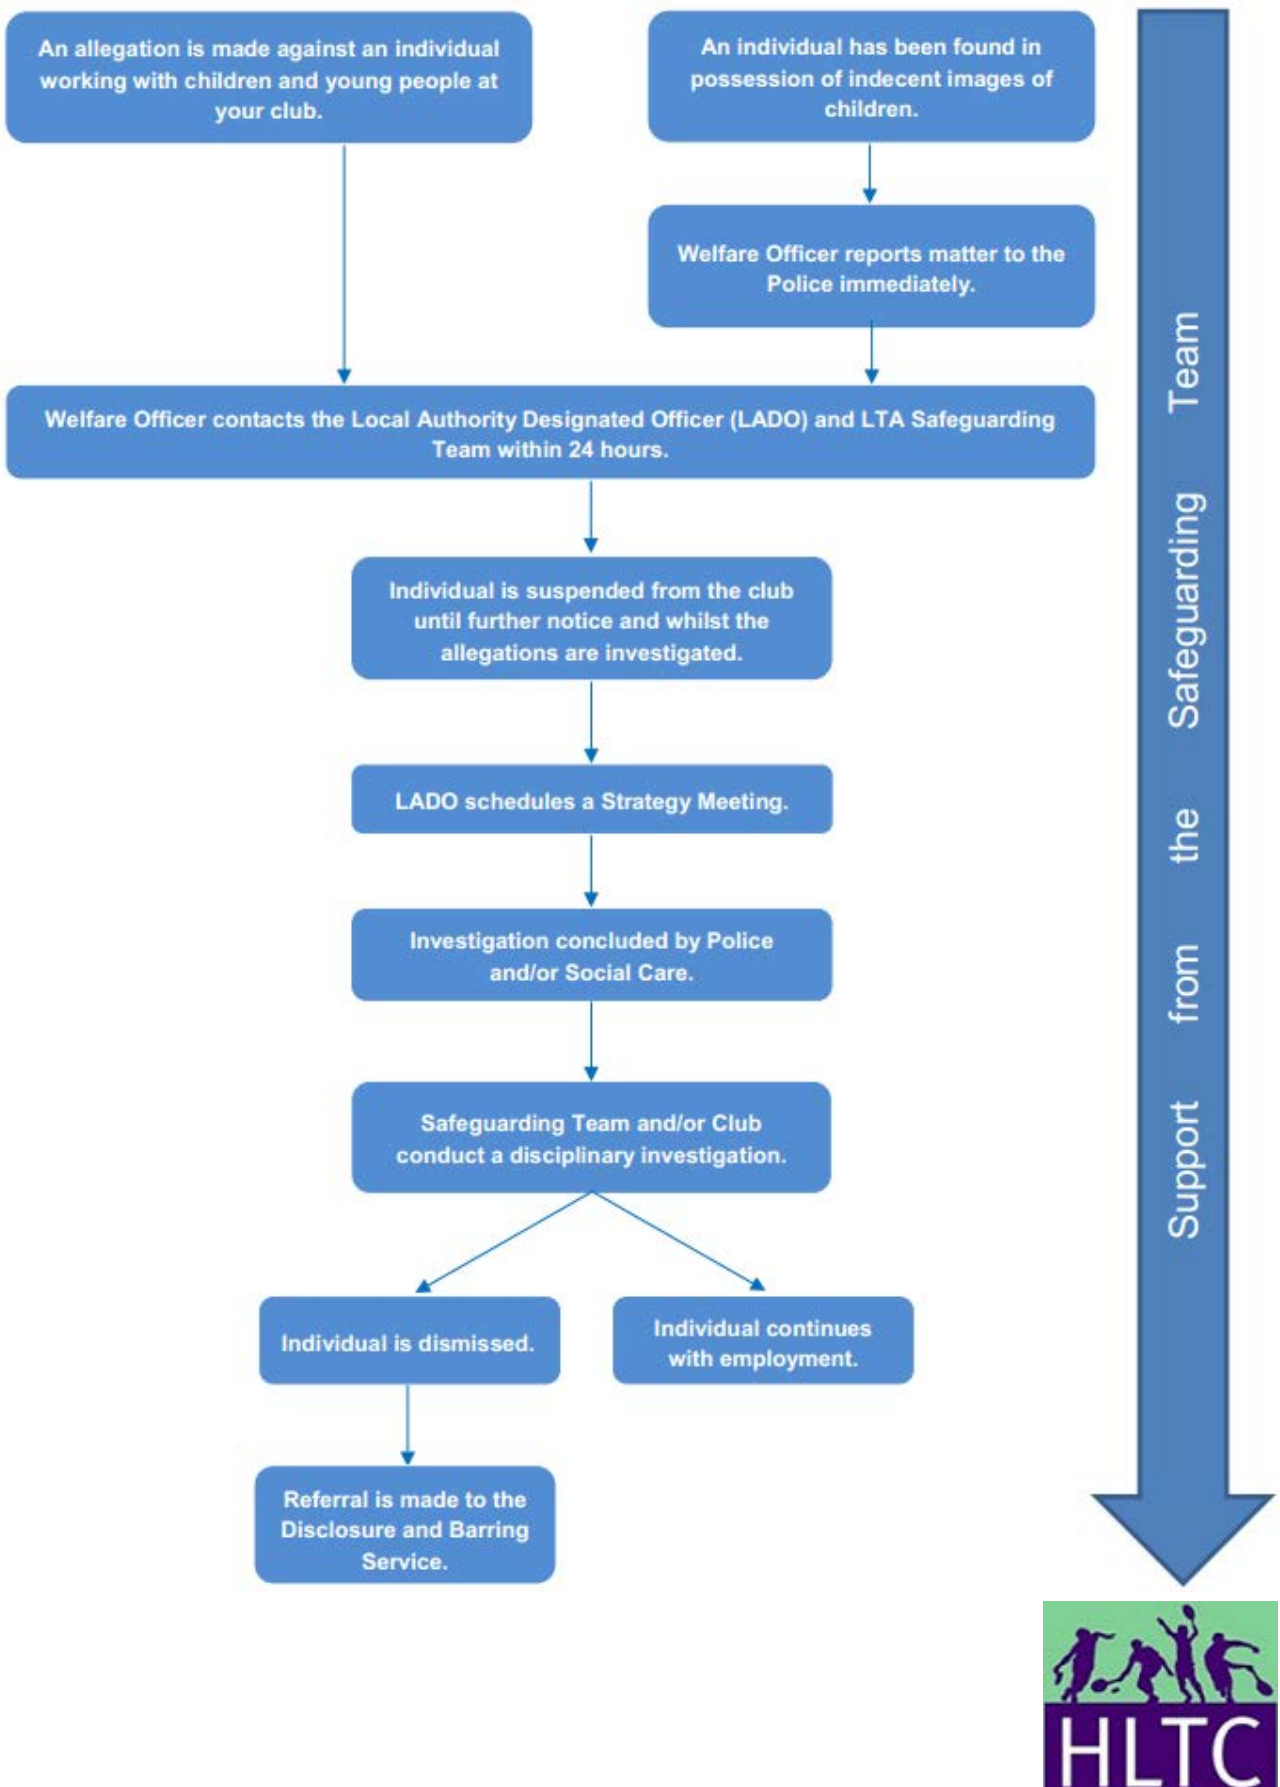 An allegation is made against an individual
working with children and young people at
your club.
An individual has been found in
possession of indecent images of
children.
Welfare Officer reports matter to the
Police immediately.
Welfare Officer contacts the Local Authority Designated Officer (LADO) and LTA Safeguarding
Team within 24 hours.
Individual is suspended from the club
until further notice and whilst the
allegations are investigated.
LADO schedules a Strategy Meeting.
Investigation concluded by Police
and/or Social Care.
Safeguarding Team and/or Club
conduct a disciplinary investigation.
Individual is dismissed.
Individual continues
with employment.
Referral is made to the
Disclosure and Barring
Service.
Support from the Safeguarding Team
HLTC